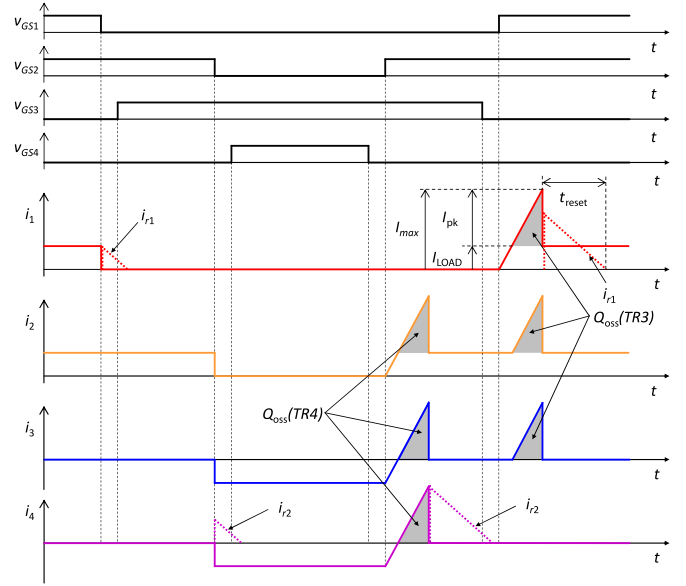 vGS1
t
vGS2
t
vGS3
t
vGS4
t
i1
ir1
Imax
Ipk
ILOAD
treset
ir1
t
i2
Qoss(TR3)
t
Qoss(TR4)
i3
t
i4
ir2
ir2
t